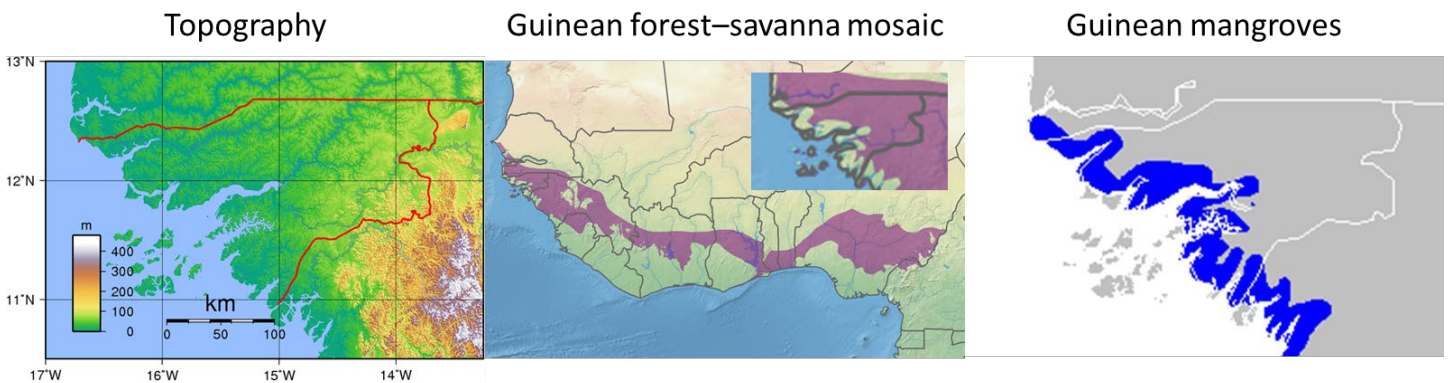 Topography
Guinean forest–savanna mosaic
Guinean mangroves
13°N
12°N
11°N
m
400
300
200
100
0
km
0 50 100
17°W 16°W 15°W 14°W